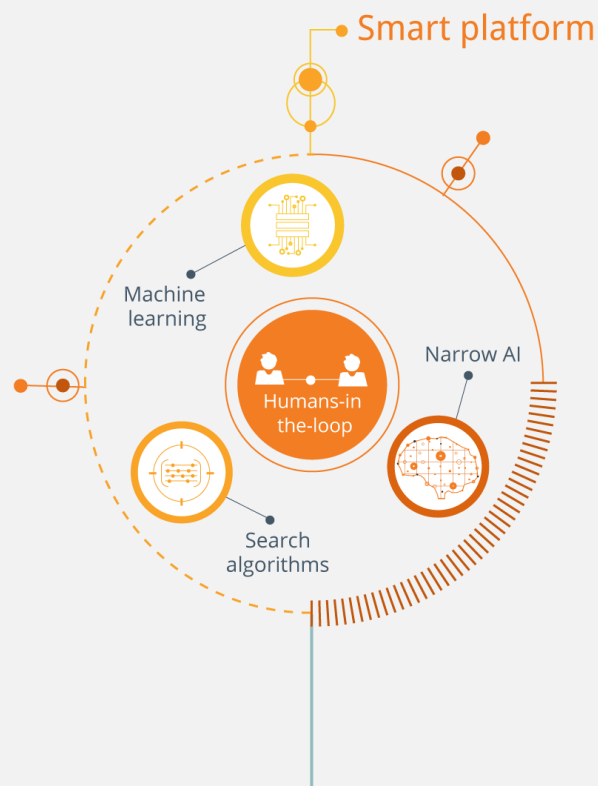 Smart platform
Machine
learning
Narrow AI
Humans-in
the-loop
Search
algorithms